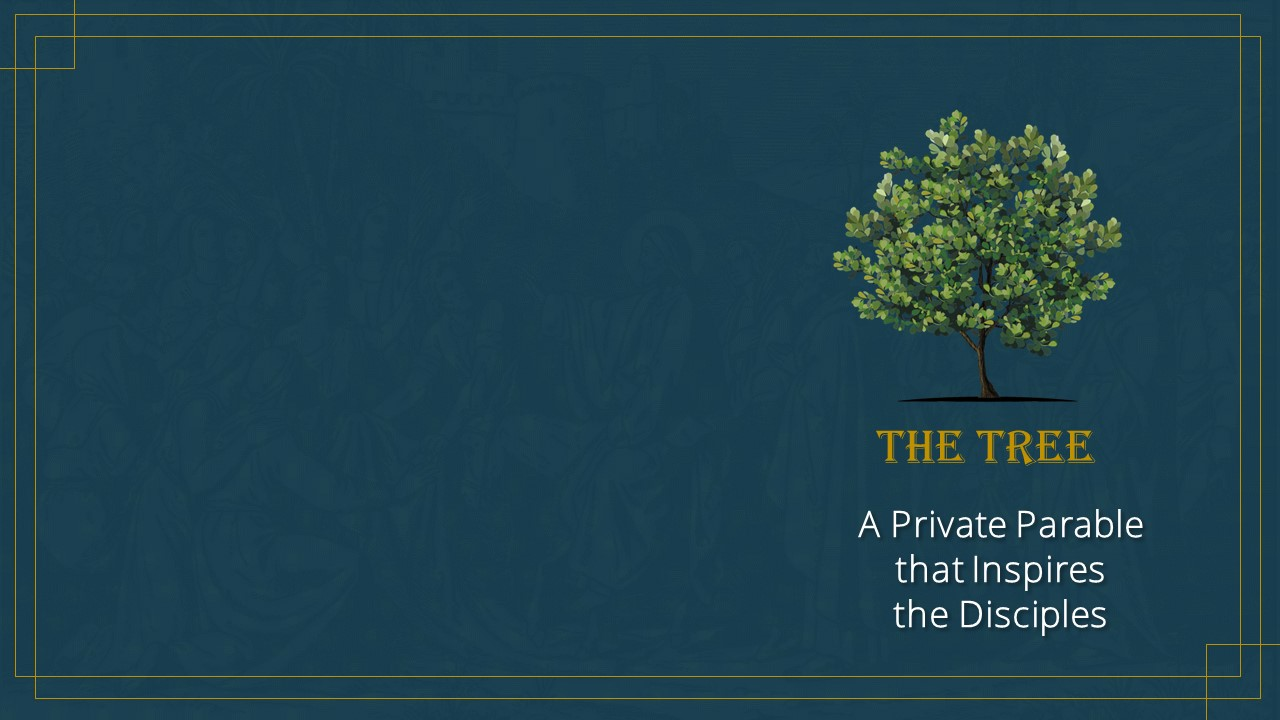 THE TREE
A Private Parable
that Inspires
the Disciples